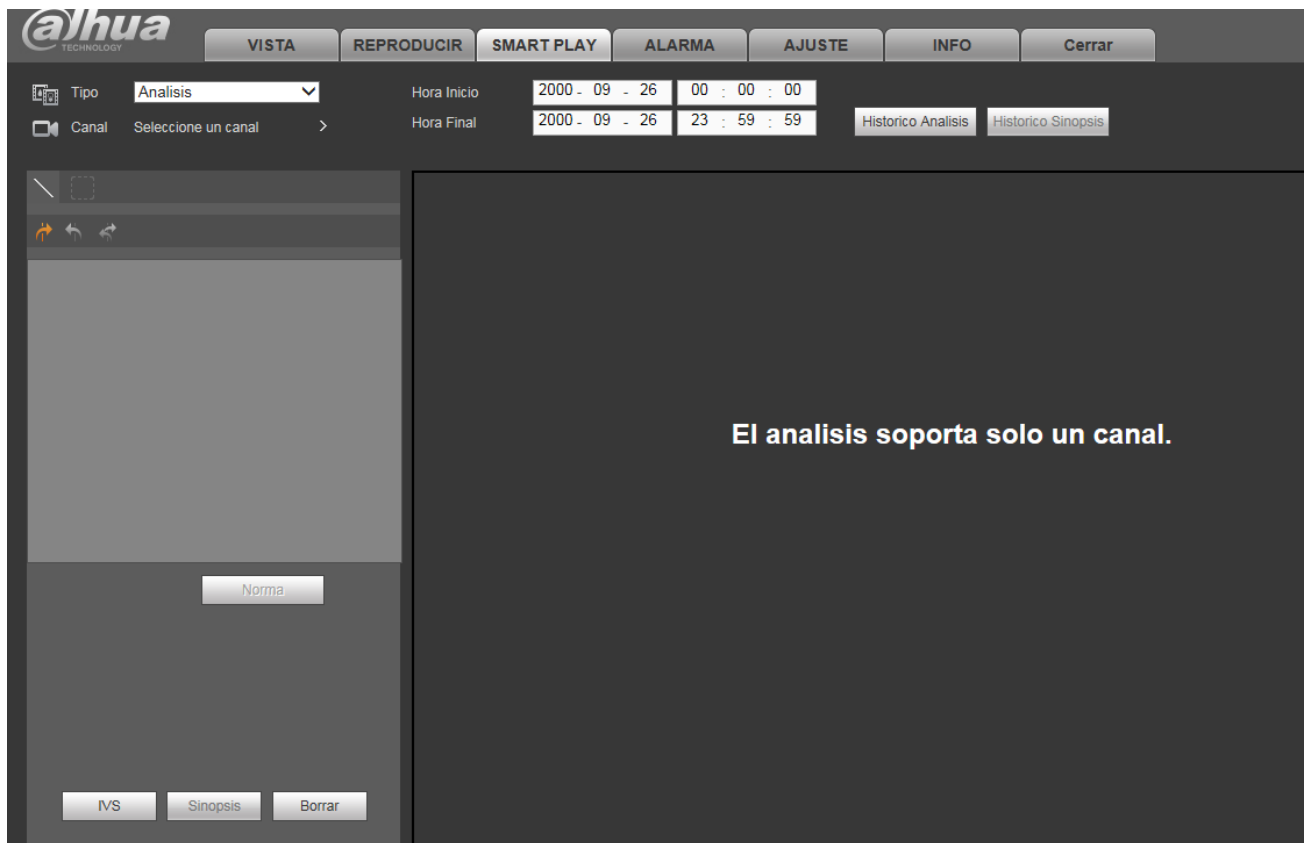 alhua
TECHNOLOGY
VISTA
REPRODUCIR
SMART PLAY
ALARMA
AJUSTE
INFO
Cerrar
Tipo Analisis
Hora Inicio 2000 - 09 - 26 00 : 00 : 00
Canal Seleccione un canal >
Hora Final 2000 - 09 - 26 23 : 59 : 59
Historico Analisis
Historico Sinopsis
El analisis soporta solo un canal.
Norma
IVS
Sinopsis
Borrar